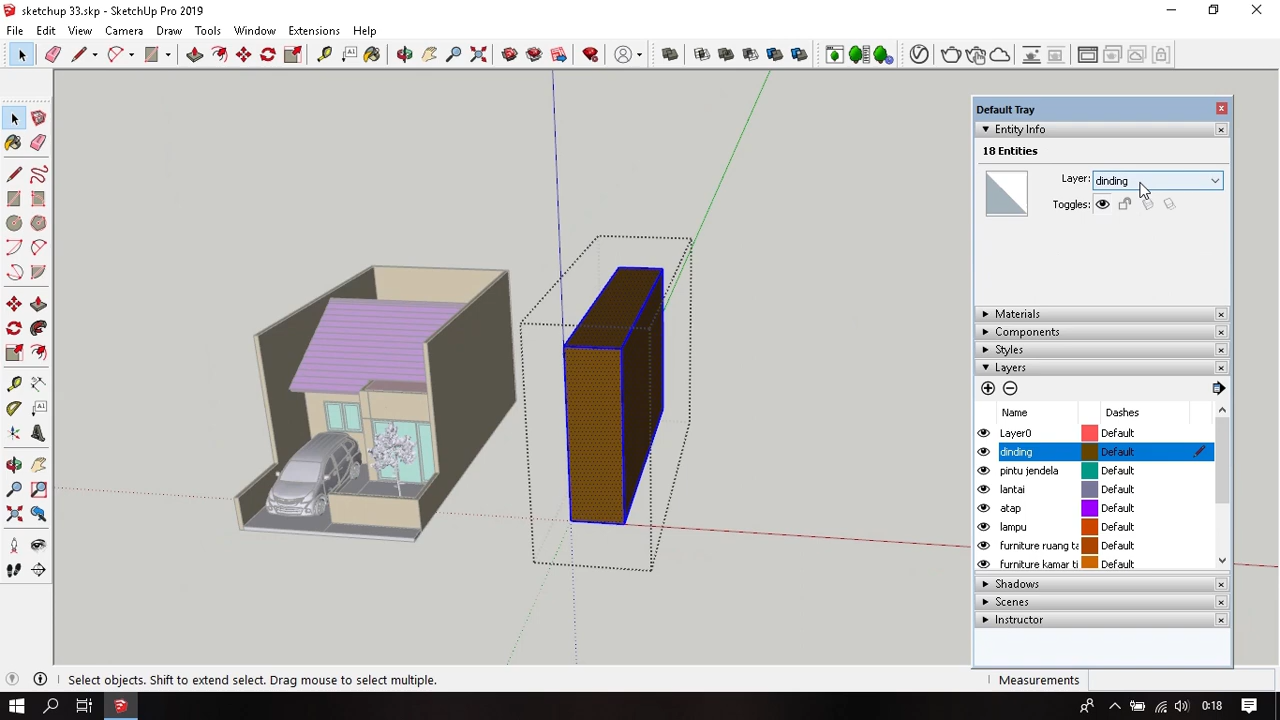 sketchup 33.skp - SketchUp Pro 2019
File Edit View Camera Draw Tools Window Extensions Help
Default Tray
Entity Info
18 Entities
Layer: dinding
Toggles:
Materials
Components
Styles
Layers
Name Dashes
Layer0 Default
dinding Default
pintu jendela Default
lantai Default
atap Default
lampu Default
furniture ruang ta Default
furniture kamar ti Default
Shadows
Scenes
Instructor
Select objects. Shift to extend select. Drag mouse to select multiple.
Measurements
0:18